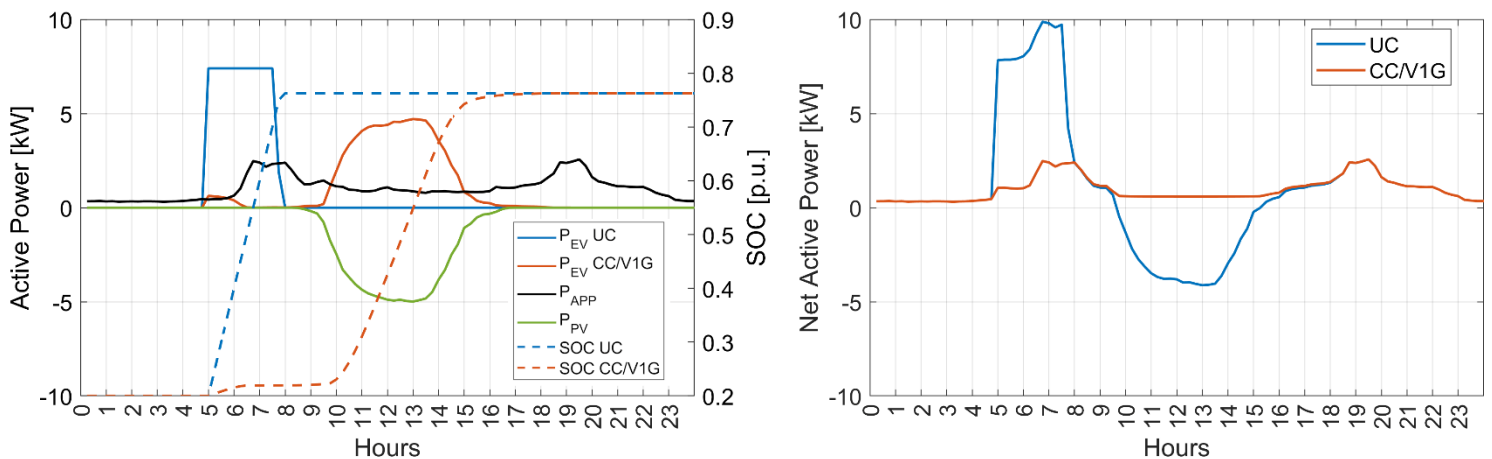 10
5
0
-5
-10
Active Power [kW]
0.9
0.8
0.7
0.6
0.5
0.4
0.3
0.2
SOC [p.u.]
P_EV UC
P_EV CC/V1G
P_APP
P_PV
SOC UC
SOC CC/V1G
0 1 2 3 4 5 6 7 8 9 10 11 12 13 14 15 16 17 18 19 20 21 22 23
Hours
10
5
0
-5
-10
Net Active Power [kW]
UC
CC/V1G
0 1 2 3 4 5 6 7 8 9 10 11 12 13 14 15 16 17 18 19 20 21 22 23
Hours